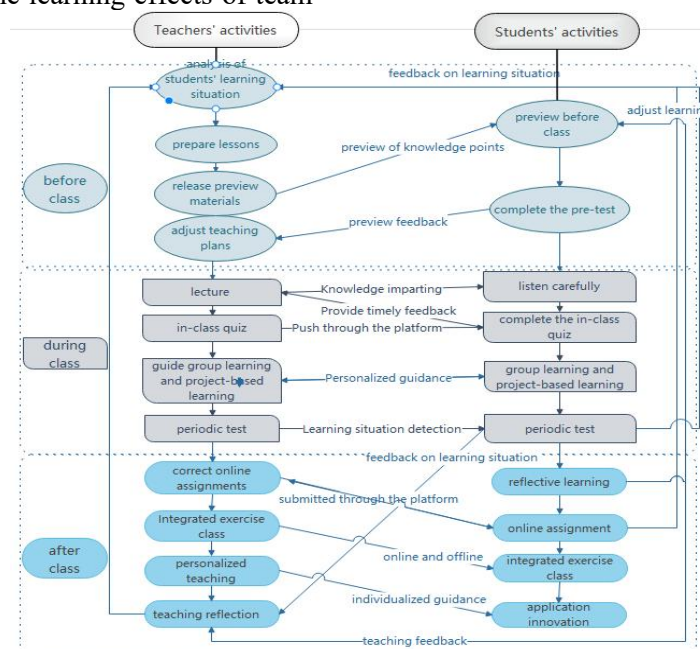 the learning effects of team
Teachers' activities
Students' activities
analysis of
students' learning
situation
feedback on learning situation
preview before
class
prepare lessons
preview of knowledge points
before
class
release preview
materials
preview feedback
complete the pre-test
adjust teaching
plans
lecture
Knowledge imparting
listen carefully
Provide timely feedback
in-class quiz
Push through the platform
complete the in-class
quiz
during
class
guide group learning
and project-based
learning
Personalized guidance
group learning and
project-based learning
periodic test
Learning situation detection
periodic test
feedback on learning situation
correct online
assignments
reflective learning
submitted through the platform
Integrated exercise
class
online assignment
after
class
online and offline
integrated exercise
class
personalized
teaching
individualized guidance
teaching reflection
application
innovation
teaching feedback
adjust